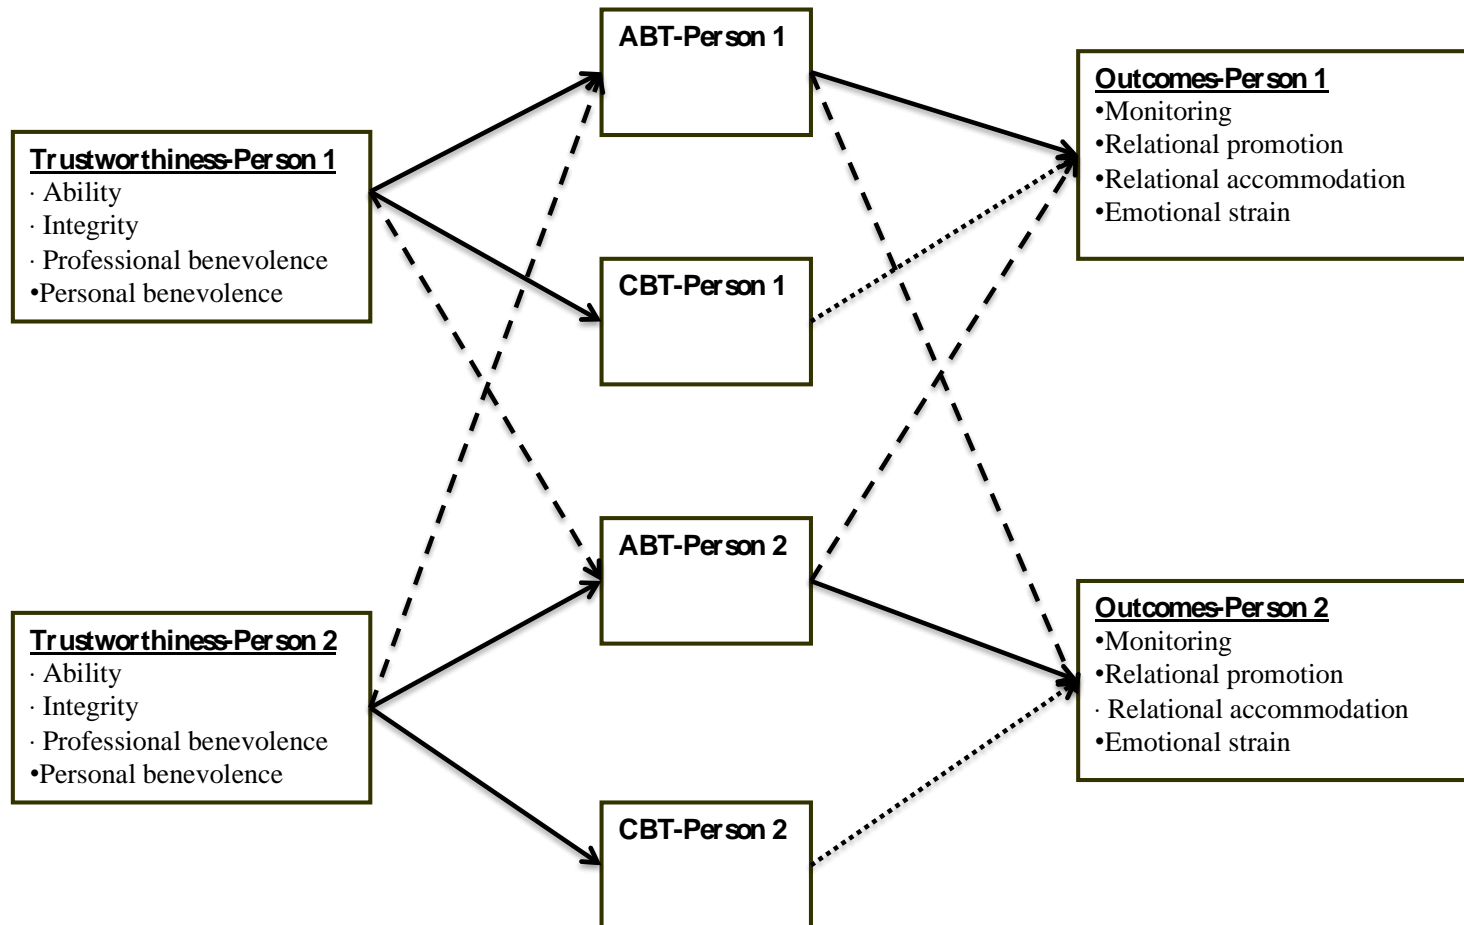 ABT-Person 1
Outcomes-Person 1
•Monitoring
•Relational promotion
•Relational accommodation
•Emotional strain
Trustworthiness-Person 1
· Ability
· Integrity
· Professional benevolence
•Personal benevolence
CBT-Person 1
ABT-Person 2
Outcomes-Person 2
•Monitoring
•Relational promotion
· Relational accommodation
•Emotional strain
Trustworthiness-Person 2
· Ability
· Integrity
· Professional benevolence
•Personal benevolence
CBT-Person 2